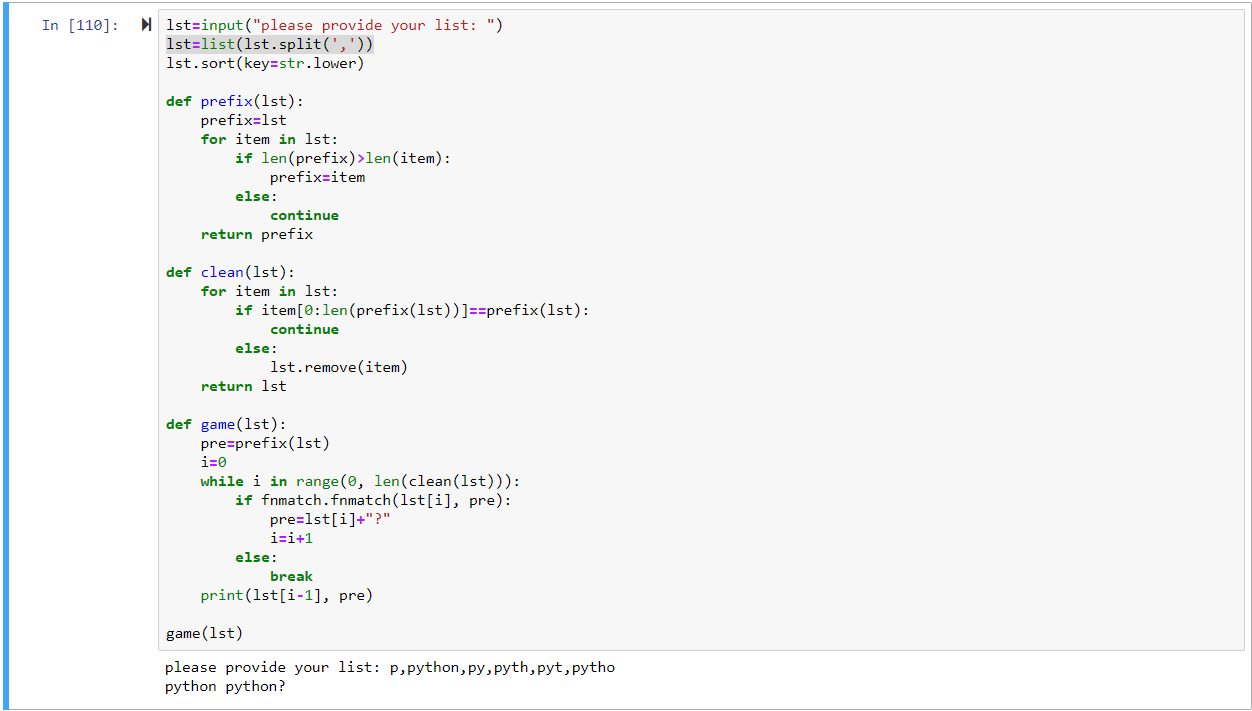 In [110]: lst=input("please provide your list: ")
lst=list(lst.split(','))
lst.sort(key=str.lower)

def prefix(lst):
    prefix=lst
    for item in lst:
        if len(prefix)>len(item):
            prefix=item
        else:
            continue
    return prefix

def clean(lst):
    for item in lst:
        if item[0:len(prefix(lst))]==prefix(lst):
            continue
        else:
            lst.remove(item)
    return lst

def game(lst):
    pre=prefix(lst)
    i=0
    while i in range(0, len(clean(lst))):
        if fnmatch.fnmatch(lst[i], pre):
            pre=lst[i]+"?"
            i=i+1
        else:
            break
    print(lst[i-1], pre)

game(lst)
please provide your list: p,python,py,pyth,pyt,pytho
python python?